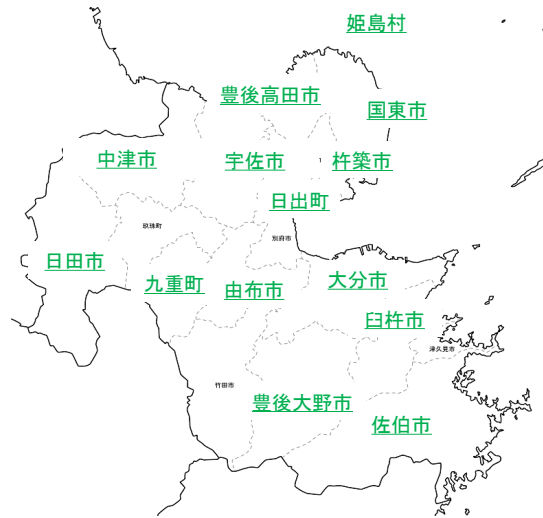 姫島村
豊後高田市
国東市
中津市
宇佐市
杵築市
日出町
玖珠町
別府市
日田市
九重町
由布市
大分市
臼杵市
津久見市
竹田市
豊後大野市
佐伯市